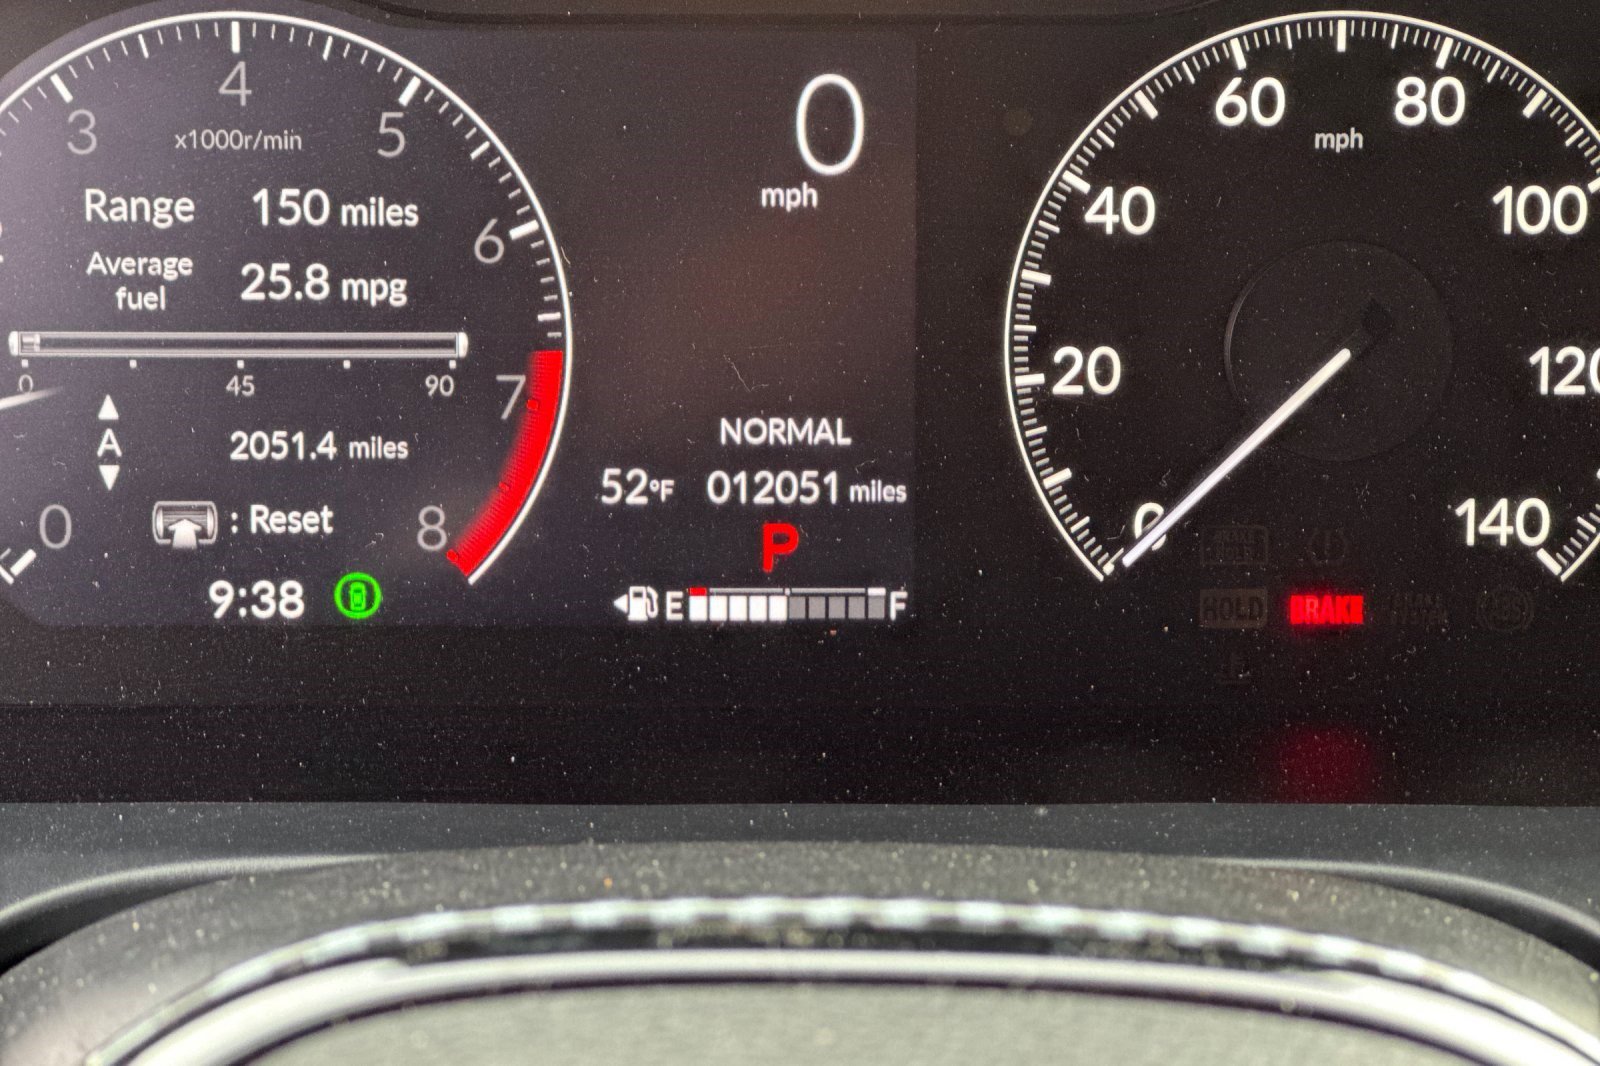 3 4 5
x1000r/min
Range 150 miles
6
Average
fuel 25.8 mpg
0 45 90
7
A 2051.4 miles
0 : Reset 8
9:38
0
mph
NORMAL
52°F 012051 miles
P
E F
60 80
mph
40 100
20 120
0 140
HOLD BRAKE